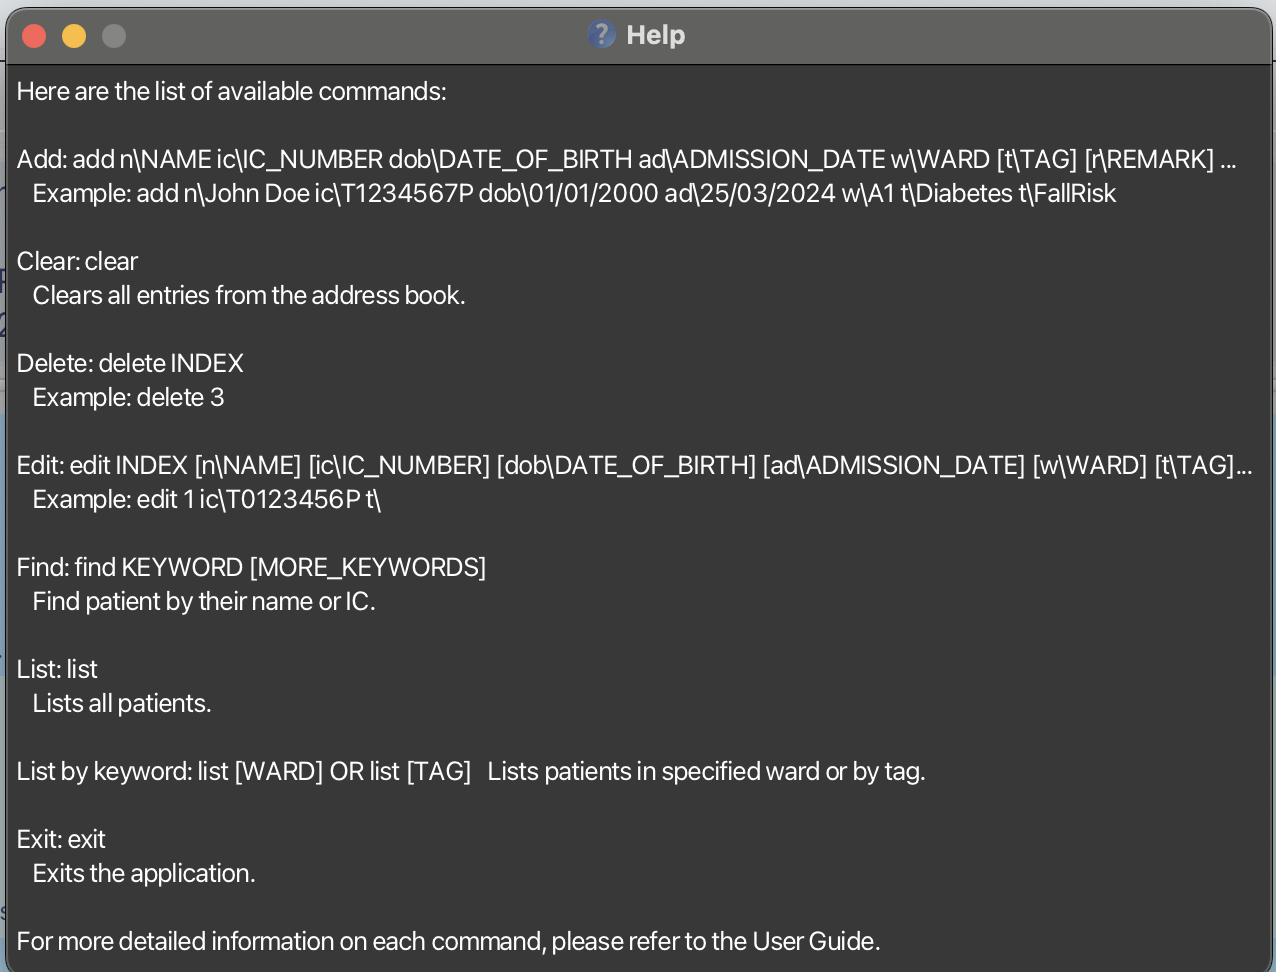 Help
Here are the list of available commands:
Add: add n\NAME ic\IC_NUMBER dob\DATE_OF_BIRTH ad\ADMISSION_DATE w\WARD [t\TAG] [r\REMARK] ...
Example: add n\John Doe ic\T1234567P dob\01/01/2000 ad\25/03/2024 w\A1 t\Diabetes t\FallRisk
Clear: clear
Clears all entries from the address book.
Delete: delete INDEX
Example: delete 3
Edit: edit INDEX [n\NAME] [ic\IC_NUMBER] [dob\DATE_OF_BIRTH] [ad\ADMISSION_DATE] [w\WARD] [t\TAG]...
Example: edit 1 ic\T0123456P t\
Find: find KEYWORD [MORE_KEYWORDS]
Find patient by their name or IC.
List: list
Lists all patients.
List by keyword: list [WARD] OR list [TAG]   Lists patients in specified ward or by tag.
Exit: exit
Exits the application.
For more detailed information on each command, please refer to the User Guide.